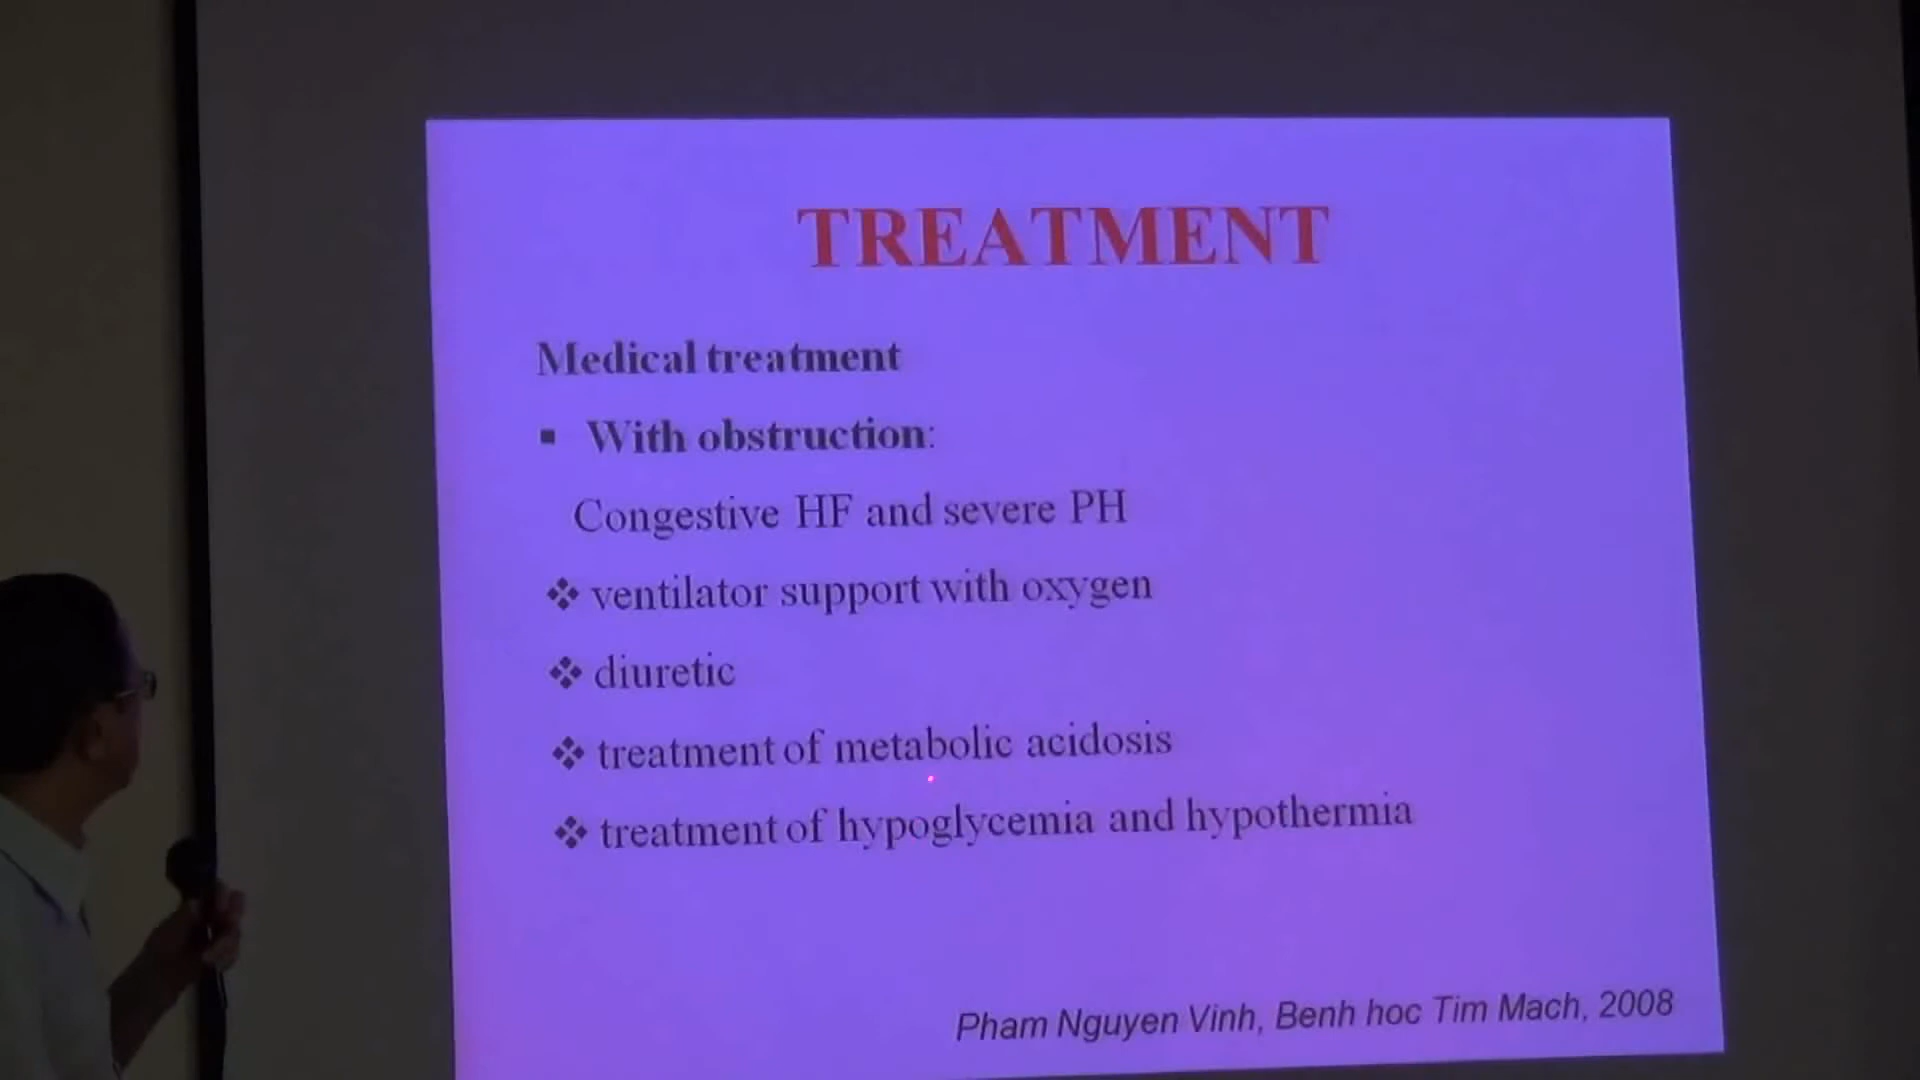 TREATMENT
Medical treatment
▪ With obstruction:
Congestive HF and severe PH
❖ ventilator support with oxygen
❖ diuretic
❖ treatment of metabolic acidosis
❖ treatment of hypoglycemia and hypothermia
Pham Nguyen Vinh, Benh hoc Tim Mach, 2008